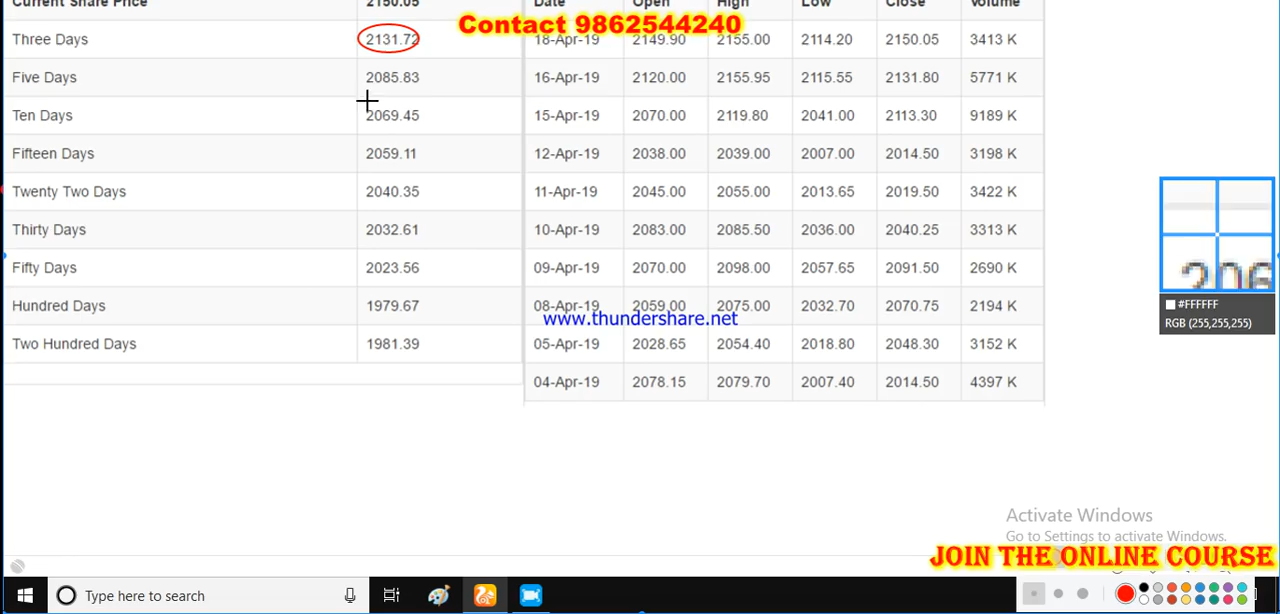 Current Share Price 2150.05
Three Days 2131.72
Five Days 2085.83
Ten Days 2069.45
Fifteen Days 2059.11
Twenty Two Days 2040.35
Thirty Days 2032.61
Fifty Days 2023.56
Hundred Days 1979.67
Two Hundred Days 1981.39
Date Open High Low Close Volume
Contact 9862544240
18-Apr-19 2149.90 2155.00 2114.20 2150.05 3413 K
16-Apr-19 2120.00 2155.95 2115.55 2131.80 5771 K
15-Apr-19 2070.00 2119.80 2041.00 2113.30 9189 K
12-Apr-19 2038.00 2039.00 2007.00 2014.50 3198 K
11-Apr-19 2045.00 2055.00 2013.65 2019.50 3422 K
10-Apr-19 2083.00 2085.50 2036.00 2040.25 3313 K
09-Apr-19 2070.00 2098.00 2057.65 2091.50 2690 K
08-Apr-19 2059.00 2075.00 2032.70 2070.75 2194 K
www.thundershare.net
05-Apr-19 2028.65 2054.40 2018.80 2048.30 3152 K
04-Apr-19 2078.15 2079.70 2007.40 2014.50 4397 K
206
#FFFFFF
RGB (255,255,255)
Activate Windows
Go to Settings to activate Windows.
JOIN THE ONLINE COURSE
Type here to search